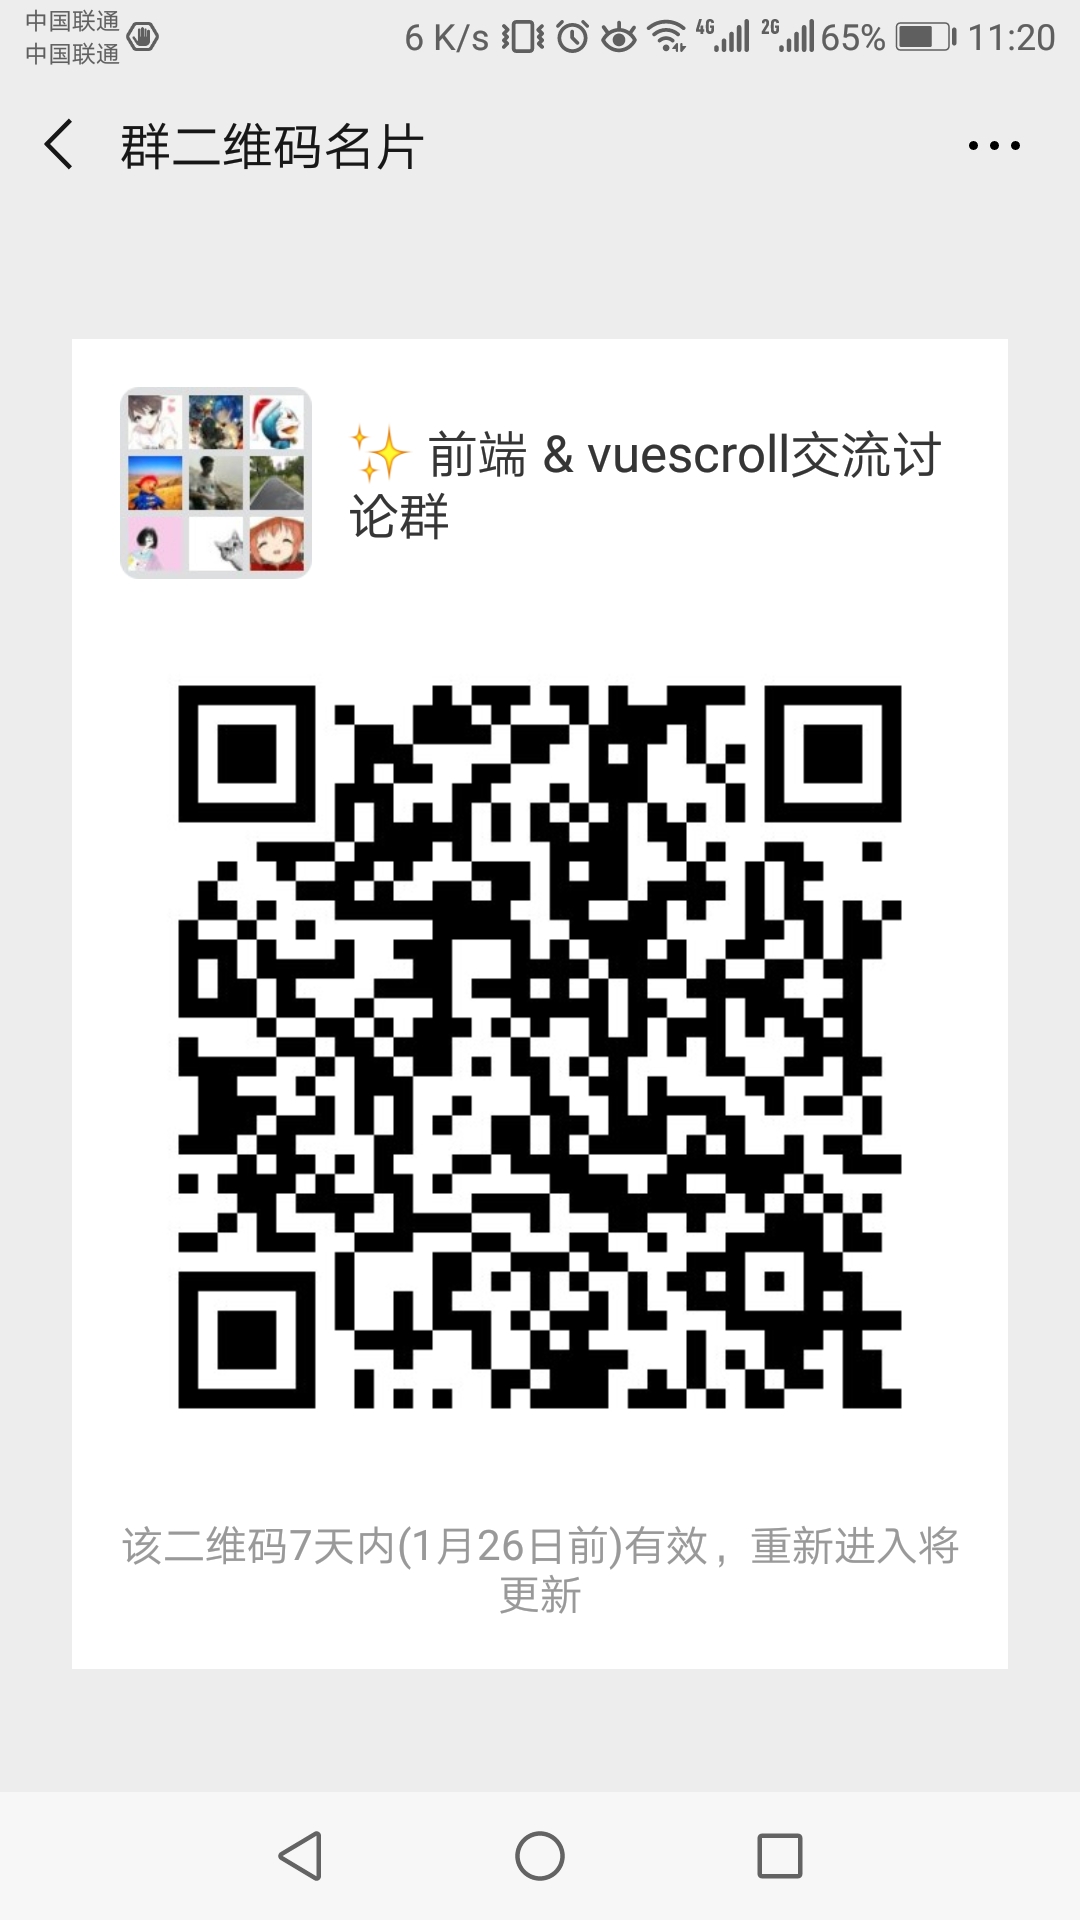 中国联通
中国联通
6 K/s 4G 2G 65% 11:20
群二维码名片
✨ 前端 & vuescroll交流讨
论群
该二维码7天内(1月26日前)有效，重新进入将
更新